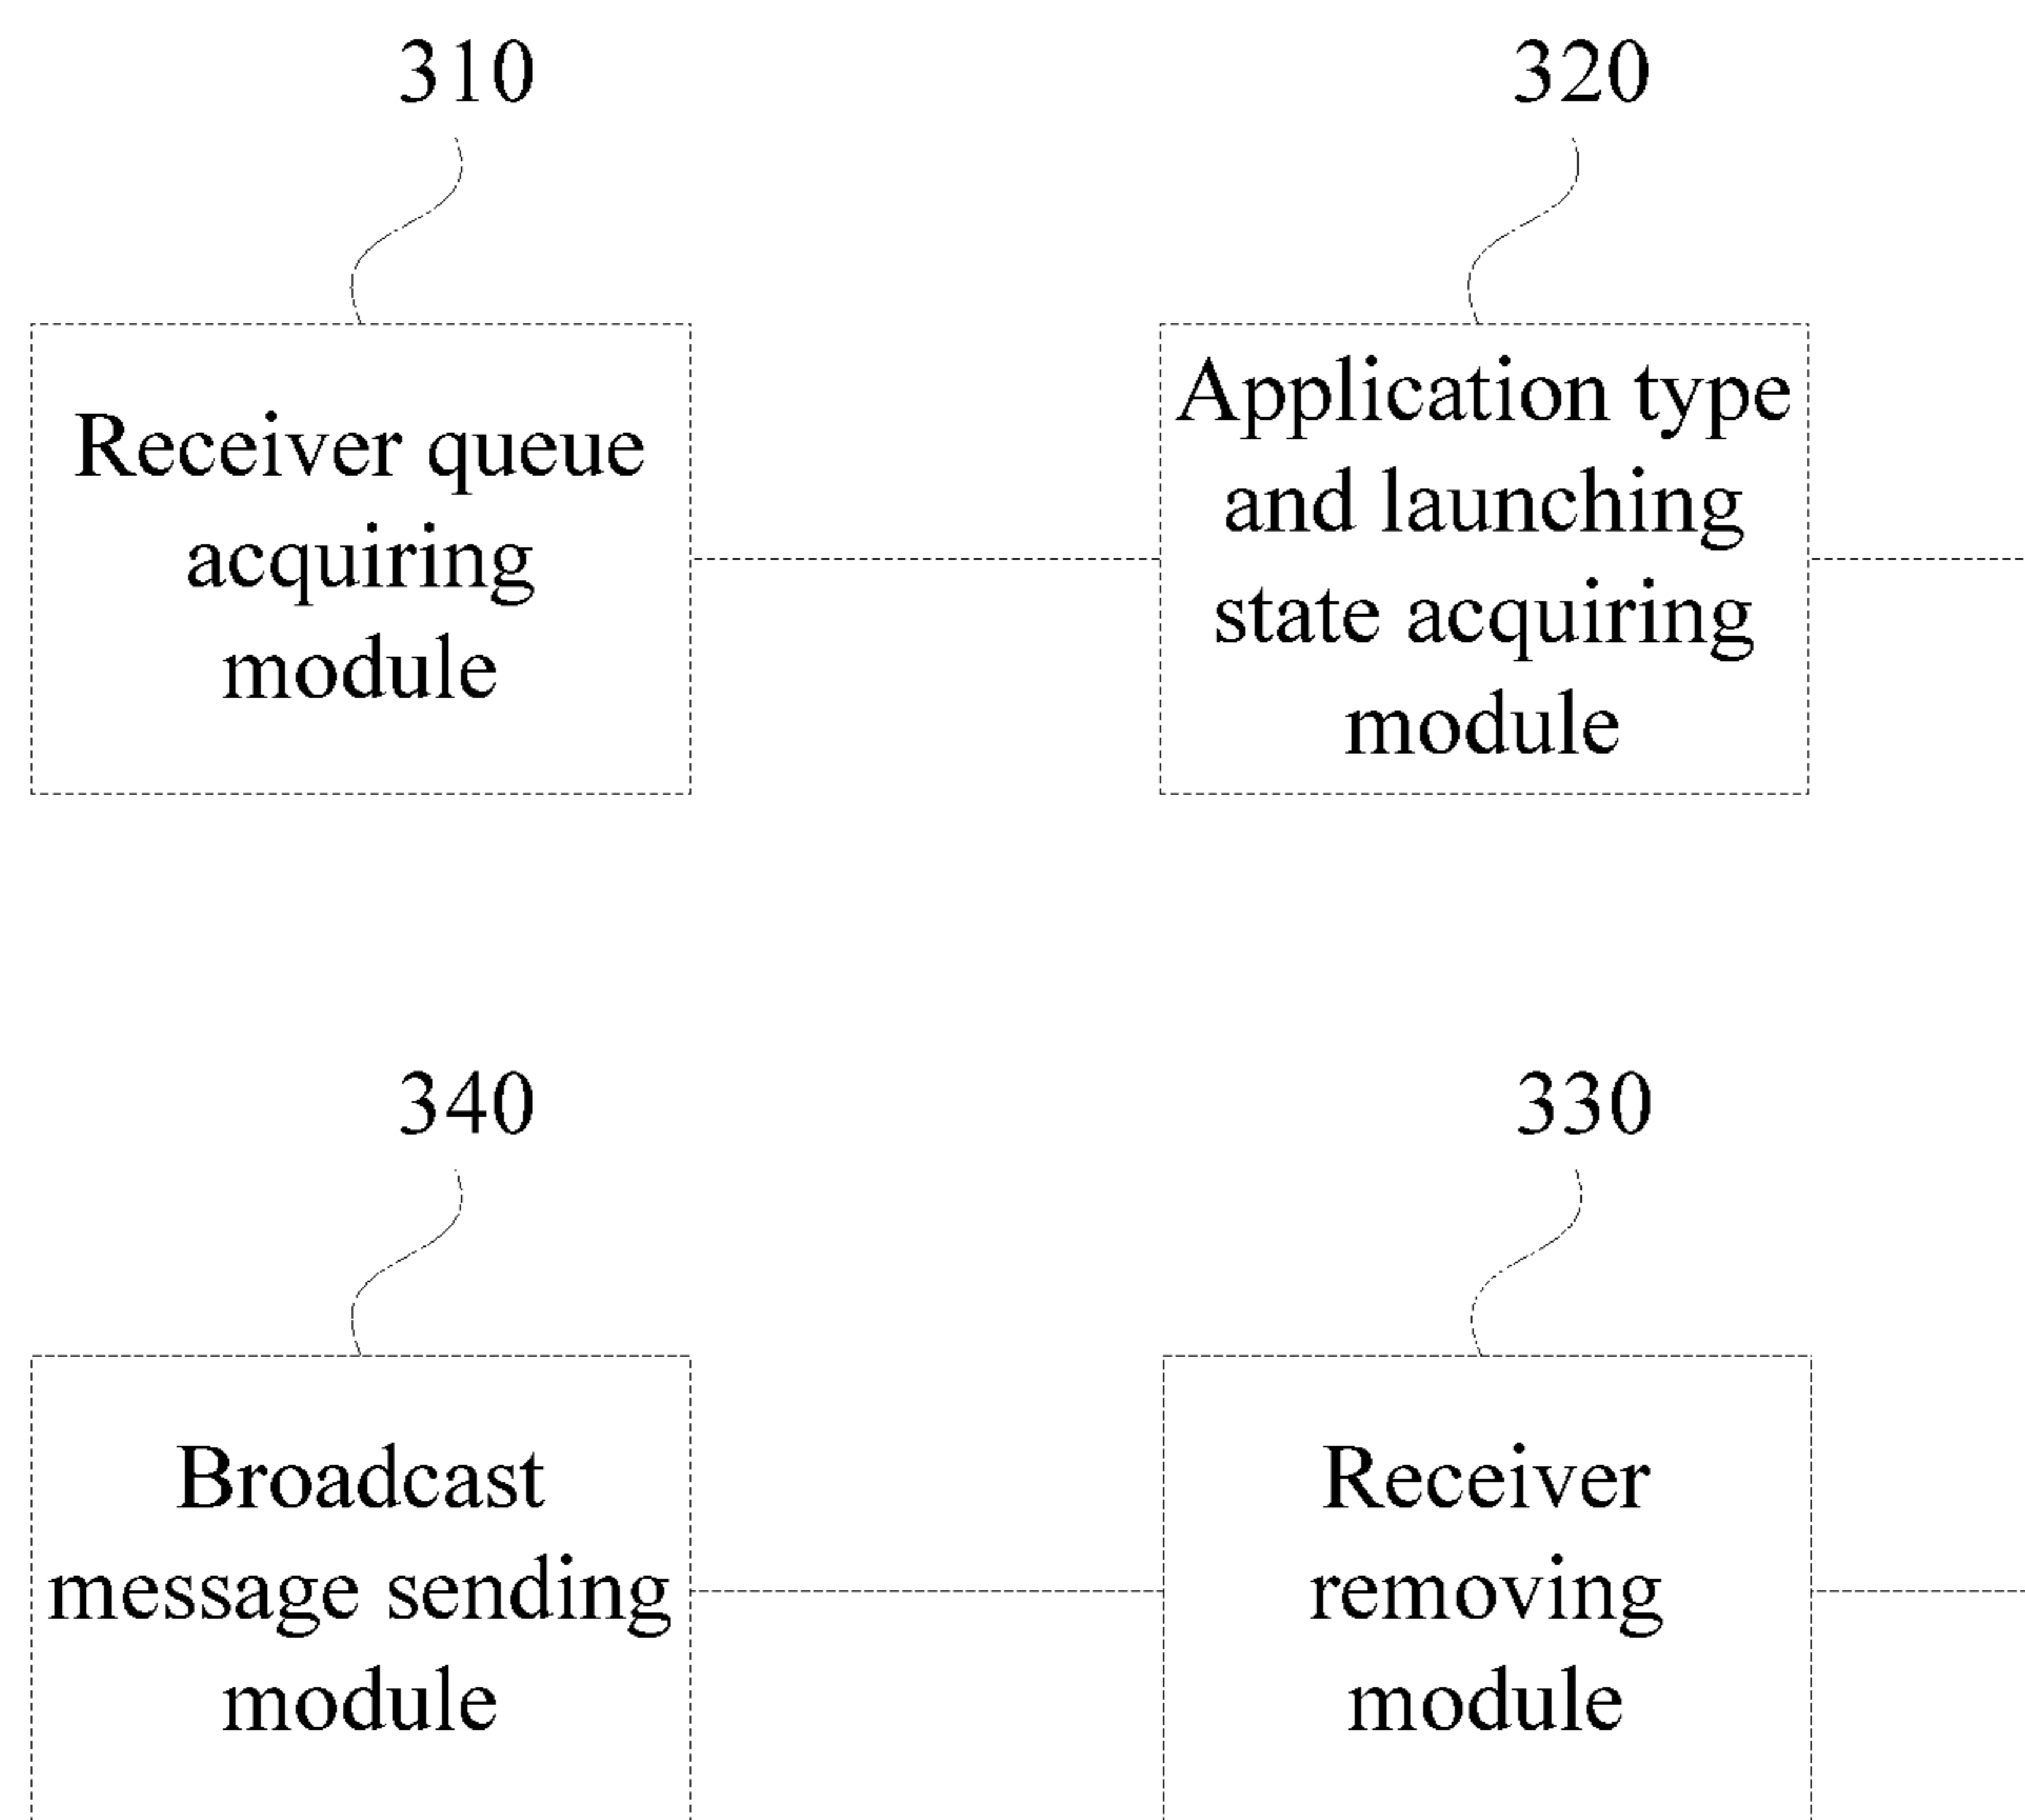 310
320
Receiver queue
acquiring
module
Application type
and launching
state acquiring
module
340
330
Broadcast
message sending
module
Receiver
removing
module